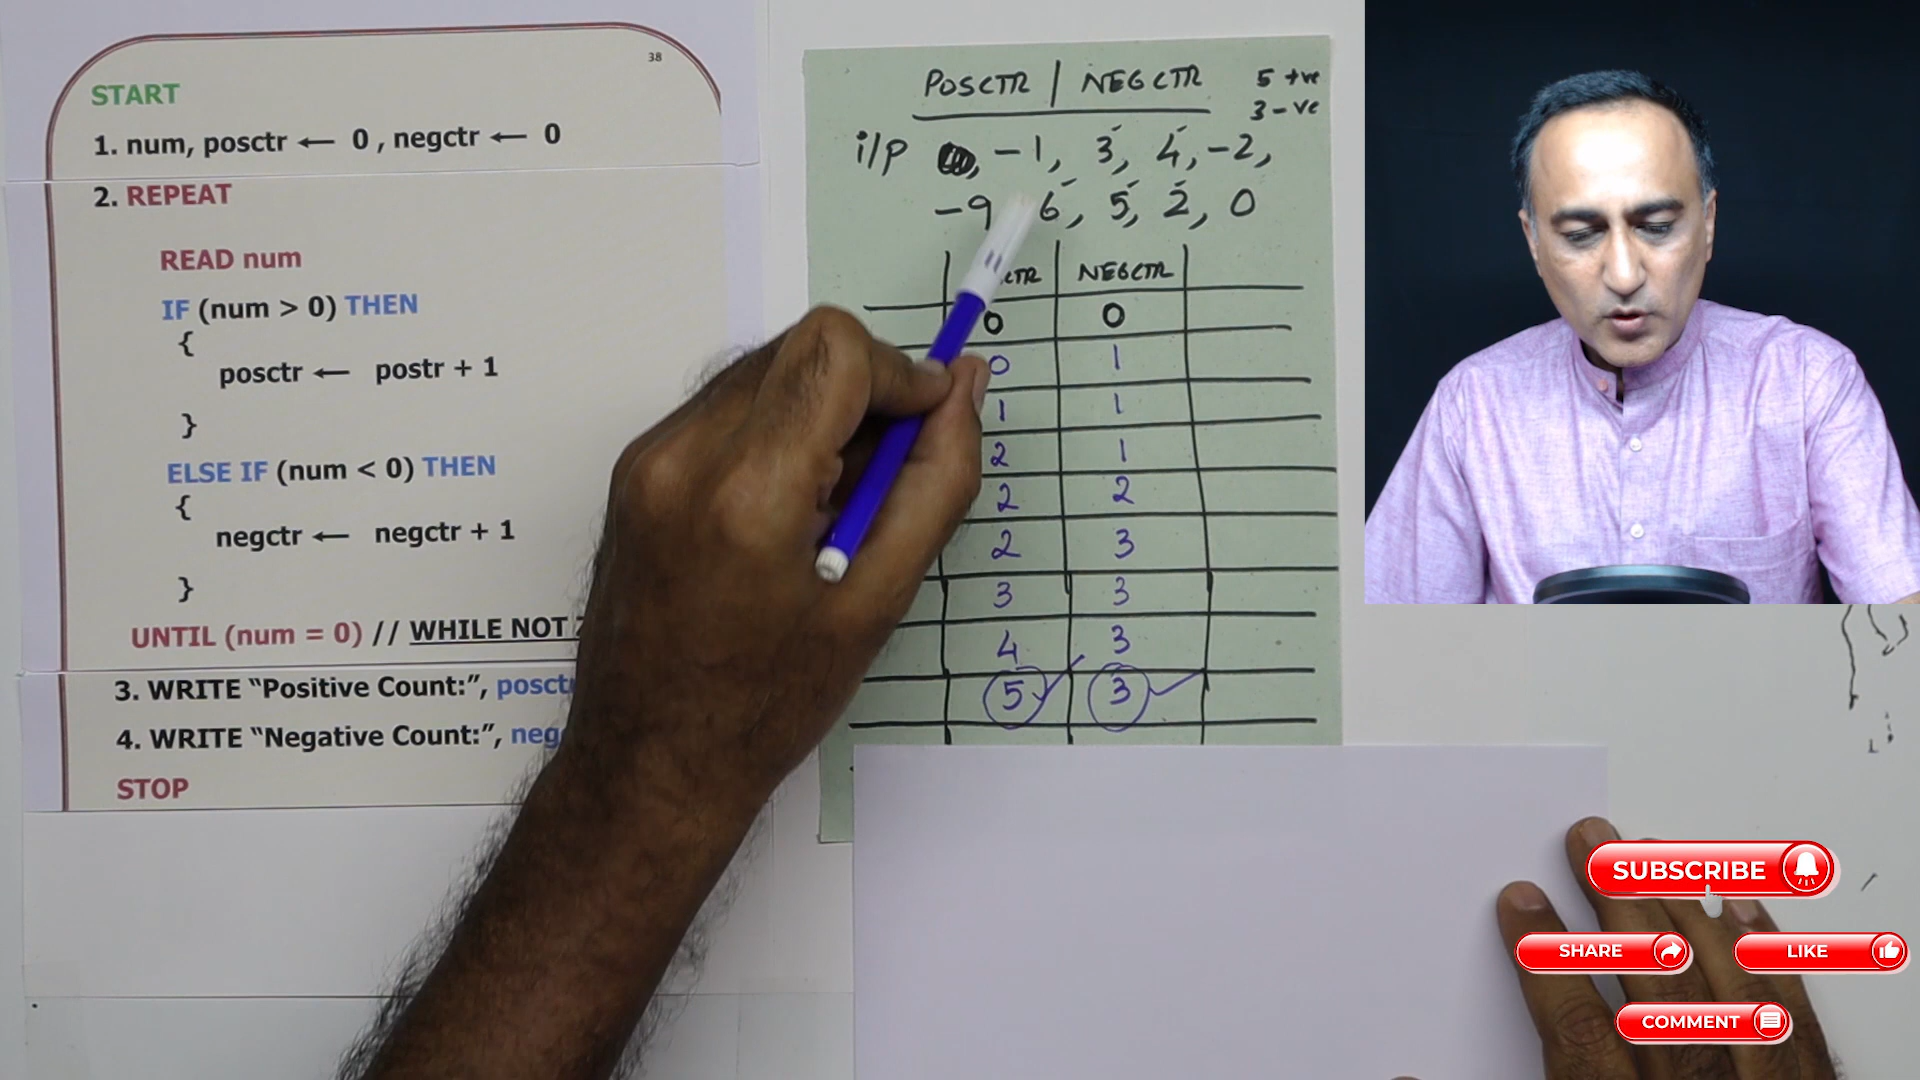 38
START
1. num, posctr ← 0 , negctr ← 0
2. REPEAT
READ num
IF (num > 0) THEN
{
posctr ← postr + 1
}
ELSE IF (num < 0) THEN
{
negctr ← negctr + 1
}
UNTIL (num = 0) // WHILE NOT
3. WRITE “Positive Count:”, posct
4. WRITE “Negative Count:”, neg
STOP
POSCTR | NEGCTR 5 +ve
3 -ve
i/p , -1, 3, 4, -2,
-9 6, 5, 2, 0
CTR NEGCTR
0 0
0 1
1 1
2 1
2 2
2 3
3 3
4 3
5 3
SUBSCRIBE
SHARE LIKE
COMMENT